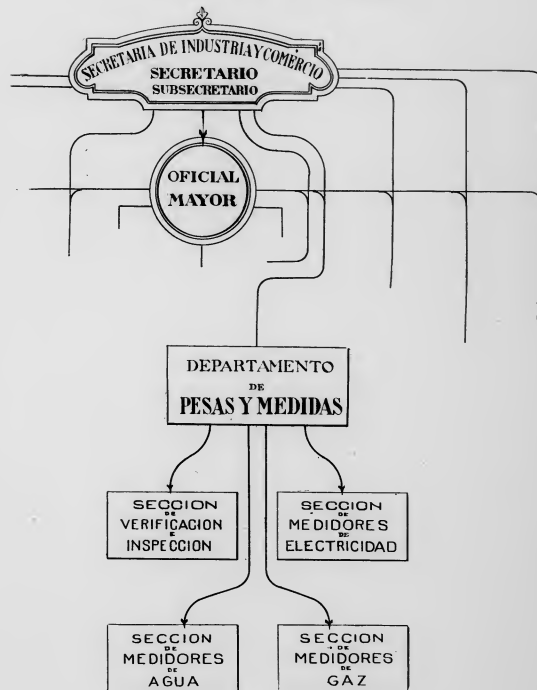 SECRETARIA DE INDUSTRIA Y COMERCIO
SECRETARIO
SUBSECRETARIO
OFICIAL
MAYOR
DEPARTAMENTO
DE
PESAS Y MEDIDAS
SECCION
DE
VERIFICACION
E
INSPECCION
SECCION
DE
MEDIDORES
DE
ELECTRICIDAD
SECCION
DE
MEDIDORES
DE
AGUA
SECCION
DE
MEDIDORES
DE
GAZ